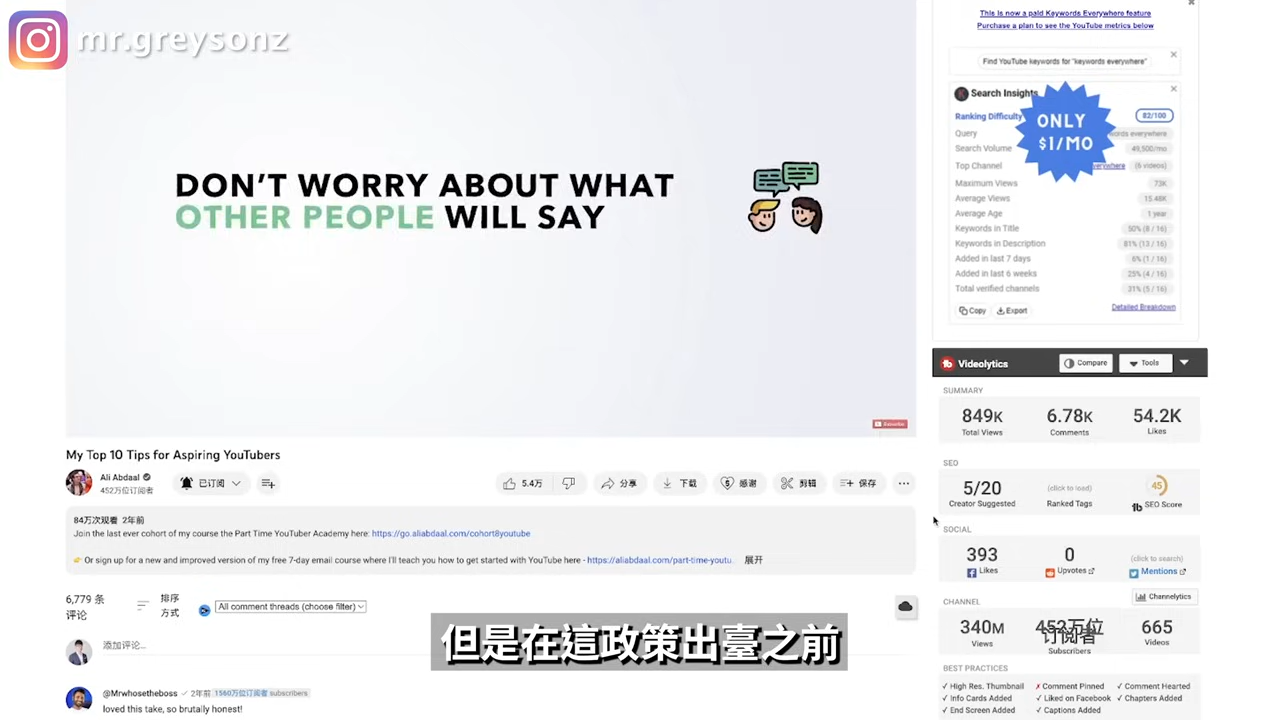 mr.greysonz
DON'T WORRY ABOUT WHAT
OTHER PEOPLE WILL SAY
Subscribe
My Top 10 Tips for Aspiring YouTubers
Ali Abdaal
452万位订阅者
已订阅
5.4万
分享
下载
感谢
剪辑
保存
84万次观看 2年前
Join the last ever cohort of my course the Part Time YouTuber Academy here: https://go.aliabdaal.com/cohort8youtube
👉 Or sign up for a new and improved version of my free 7-day email course where I'll teach you how to get started with YouTube here - https://aliabdaal.com/part-time-youtu... 展开
6,779 条
评论
排序
方式
All comment threads (choose filter)
添加评论...
@Mrwhosetheboss ✓ 2年前 1560万位订阅者 subscribers
loved this take, so brutally honest!
但是在這政策出臺之前
This is now a paid Keywords Everywhere feature
Purchase a plan to see the YouTube metrics below
Find YouTube keywords for "keywords everywhere"
Search Insights
ONLY
$1/MO
Ranking Difficulty 82/100
Query words everywhere
Search Volume 49,500/mo
Top Channel everywhere (6 videos)
Maximum Views 73K
Average Views 15.48K
Average Age 1 year
Keywords in Title 50% (8 / 16)
Keywords in Description 81% (13 / 16)
Added in last 7 days 6% (1 / 16)
Added in last 6 weeks 25% (4 / 16)
Total verified channels 31% (5 / 16)
Copy Export Detailed Breakdown
tb Videolytics Compare Tools
SUMMARY
849K 6.78K 54.2K
Total Views Comments Likes
SEO
5/20 (click to load) 45
Creator Suggested Ranked Tags tb SEO Score
SOCIAL
393 0 (click to search)
Likes Upvotes Mentions
CHANNEL Channelytics
340M 452万位订阅者 665
Views Subscribers Videos
BEST PRACTICES
✓ High Res. Thumbnail ✗ Comment Pinned ✓ Comment Hearted
✓ Info Cards Added ✓ Liked on Facebook ✓ Chapters Added
✓ End Screen Added ✓ Captions Added